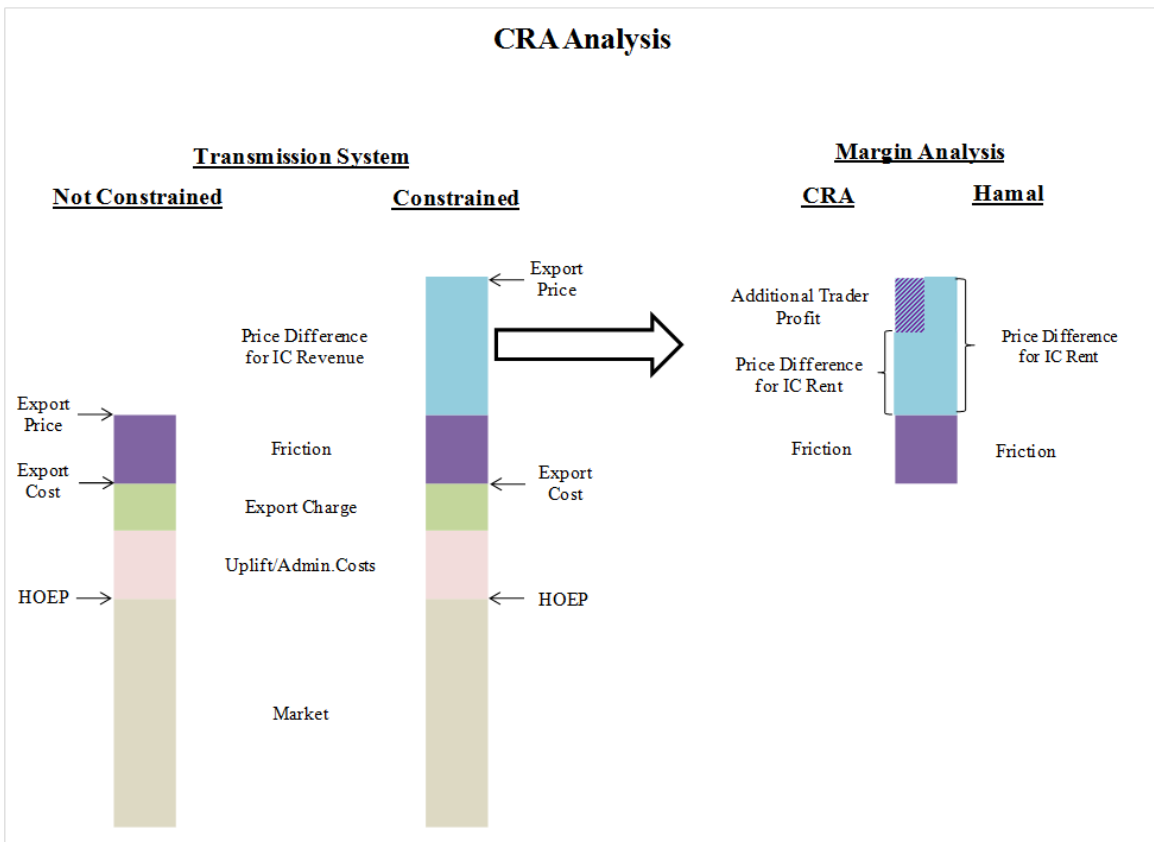 CRA Analysis
Transmission System
Margin Analysis
Not Constrained
Constrained
CRA
Hamal
Export
Price
Additional Trader
Profit
Price Difference
for IC Revenue
Price Difference
for IC Rent
Price Difference
for IC Rent
Export
Price
Friction
Friction
Friction
Export
Cost
Export
Cost
Export Charge
Uplift/Admin.Costs
HOEP
HOEP
Market